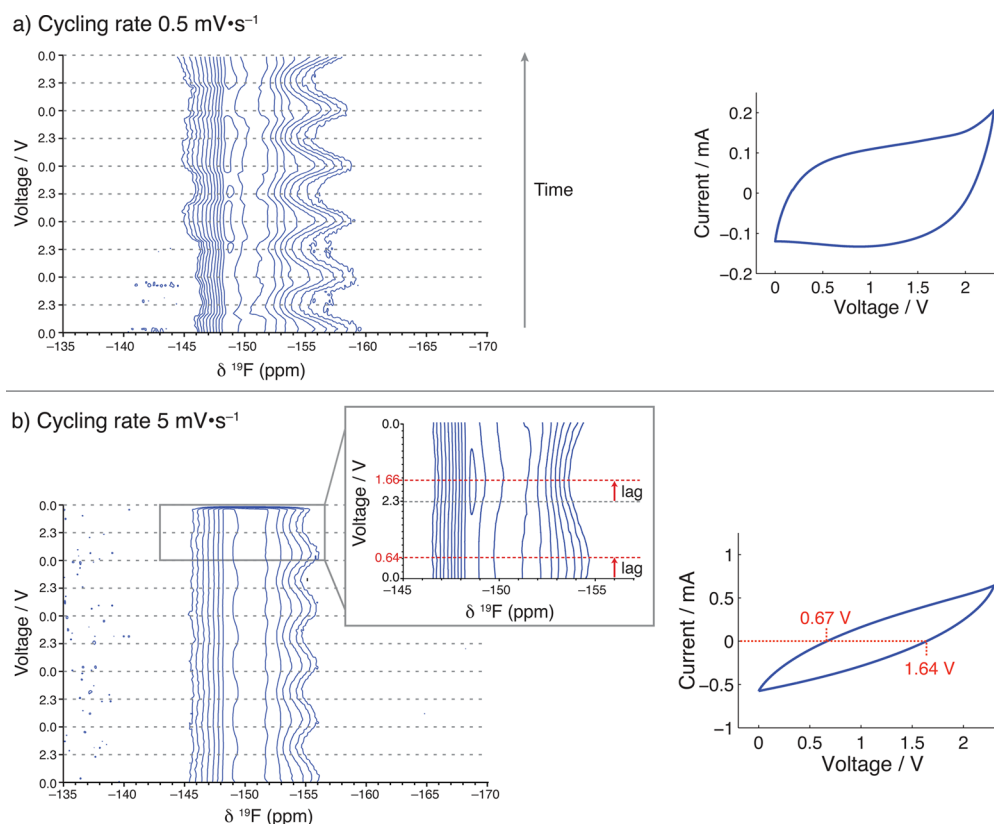 a) Cycling rate 0.5 mV•s⁻¹
Voltage / V
0.0
2.3
0.0
2.3
0.0
2.3
0.0
2.3
0.0
2.3
0.0
−135 −140 −145 −150 −155 −160 −165 −170
δ ¹⁹F (ppm)
Time
Current / mA
0.2
0.1
0
−0.1
−0.2
0 0.5 1 1.5 2
Voltage / V
b) Cycling rate 5 mV•s⁻¹
Voltage / V
0.0
2.3
0.0
2.3
0.0
2.3
0.0
2.3
0.0
2.3
0.0
−135 −140 −145 −150 −155 −160 −165 −170
δ ¹⁹F (ppm)
Voltage / V
0.0
1.66
lag
2.3
0.64
lag
0.0
−145 −150 −155
δ ¹⁹F (ppm)
Current / mA
1
0.5
0
−0.5
−1
0.67 V
1.64 V
0 0.5 1 1.5 2
Voltage / V